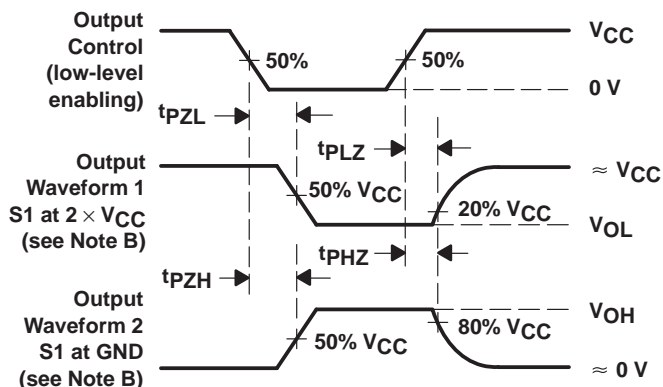 Output
Control
(low-level
enabling)
50%
50%
VCC
0 V
tPZL
tPLZ
Output
Waveform 1
S1 at 2 × VCC
(see Note B)
50% VCC
20% VCC
≈ VCC
VOL
tPZH
tPHZ
Output
Waveform 2
S1 at GND
(see Note B)
50% VCC
80% VCC
VOH
≈ 0 V